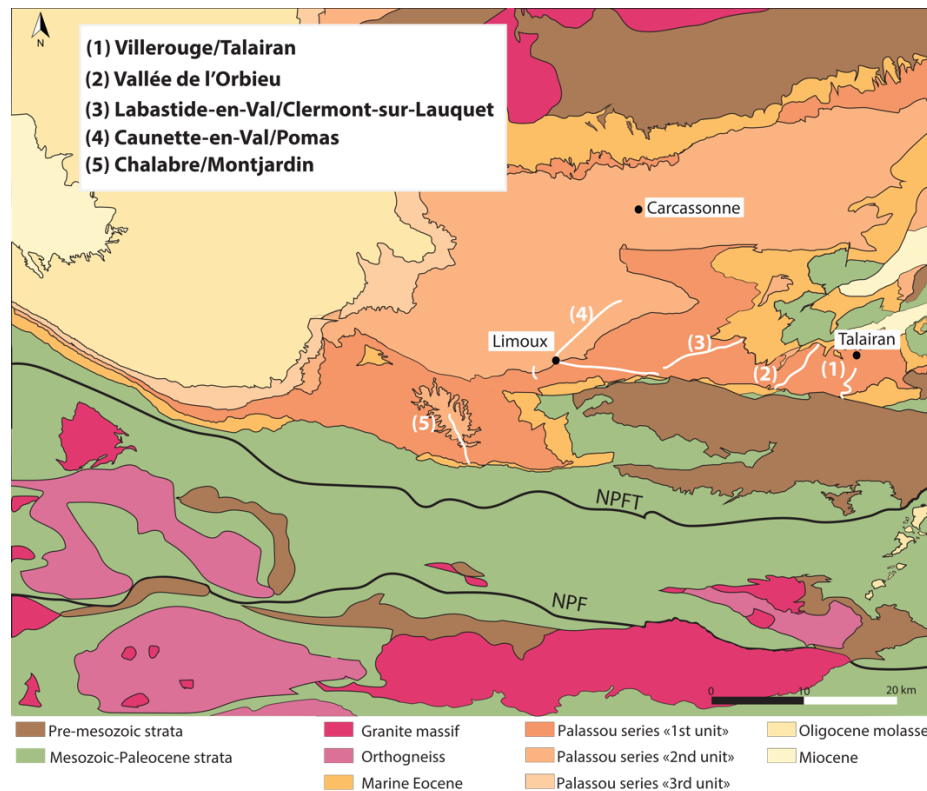 N
(1) Villerouge/Talairan
(2) Vallée de l'Orbieu
(3) Labastide-en-Val/Clermont-sur-Lauquet
(4) Caunette-en-Val/Pomas
(5) Chalabre/Montjardin
Carcassonne
(4)
Limoux
(3)
Talairan
(2)
(1)
(5)
NPFT
NPF
0 10 20 km
Pre-mesozoic strata
Mesozoic-Paleocene strata
Granite massif
Orthogneiss
Marine Eocene
Palassou series «1st unit»
Palassou series «2nd unit»
Palassou series «3rd unit»
Oligocene molasse
Miocene